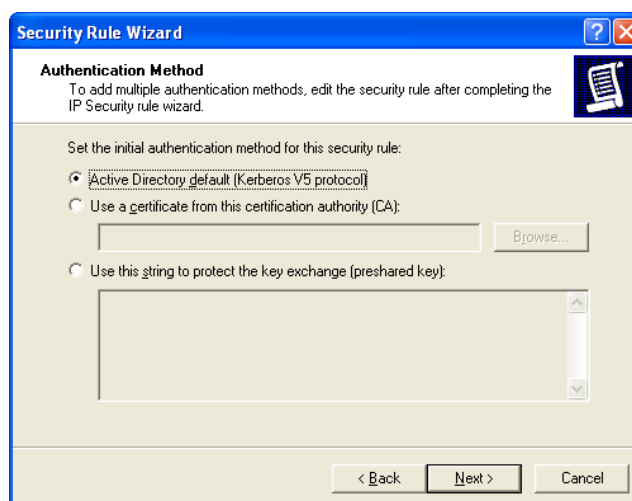 Security Rule Wizard
Authentication Method
To add multiple authentication methods, edit the security rule after completing the
IP Security rule wizard.
Set the initial authentication method for this security rule:
Active Directory default (Kerberos V5 protocol)
Use a certificate from this certification authority (CA):
Browse...
Use this string to protect the key exchange (preshared key):
< Back
Next >
Cancel